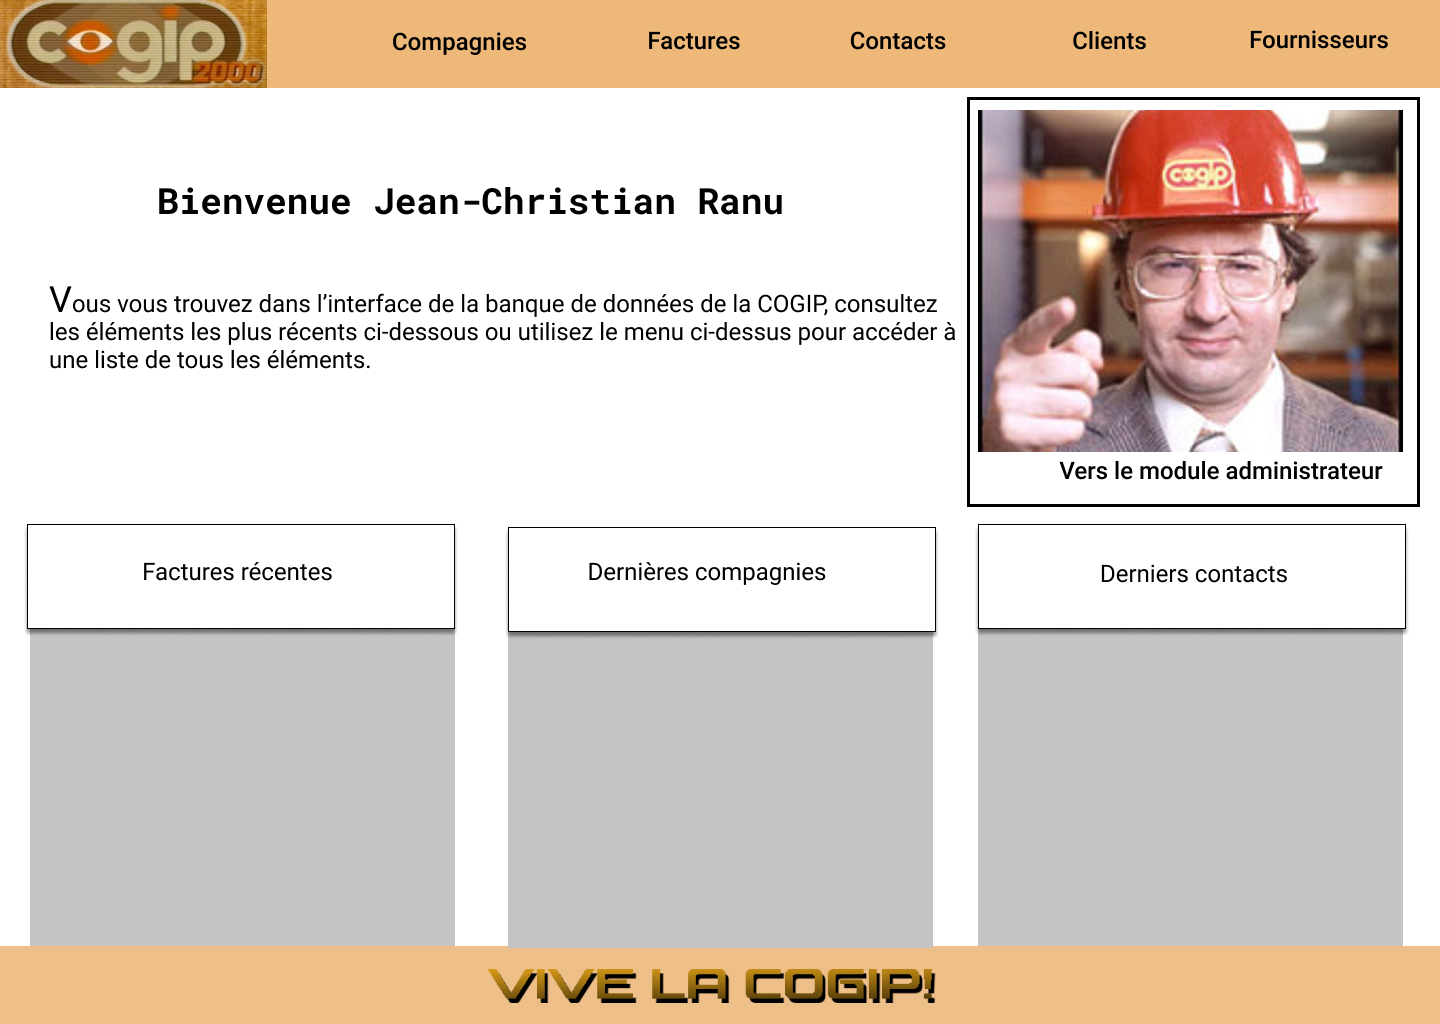 cogip 2000
Compagnies
Factures
Contacts
Clients
Fournisseurs
cogip
Bienvenue Jean-Christian Ranu
Vous vous trouvez dans l’interface de la banque de données de la COGIP, consultez
les éléments les plus récents ci-dessous ou utilisez le menu ci-dessus pour accéder à
une liste de tous les éléments.
Vers le module administrateur
Factures récentes
Dernières compagnies
Derniers contacts
VIVE LA COGIP!